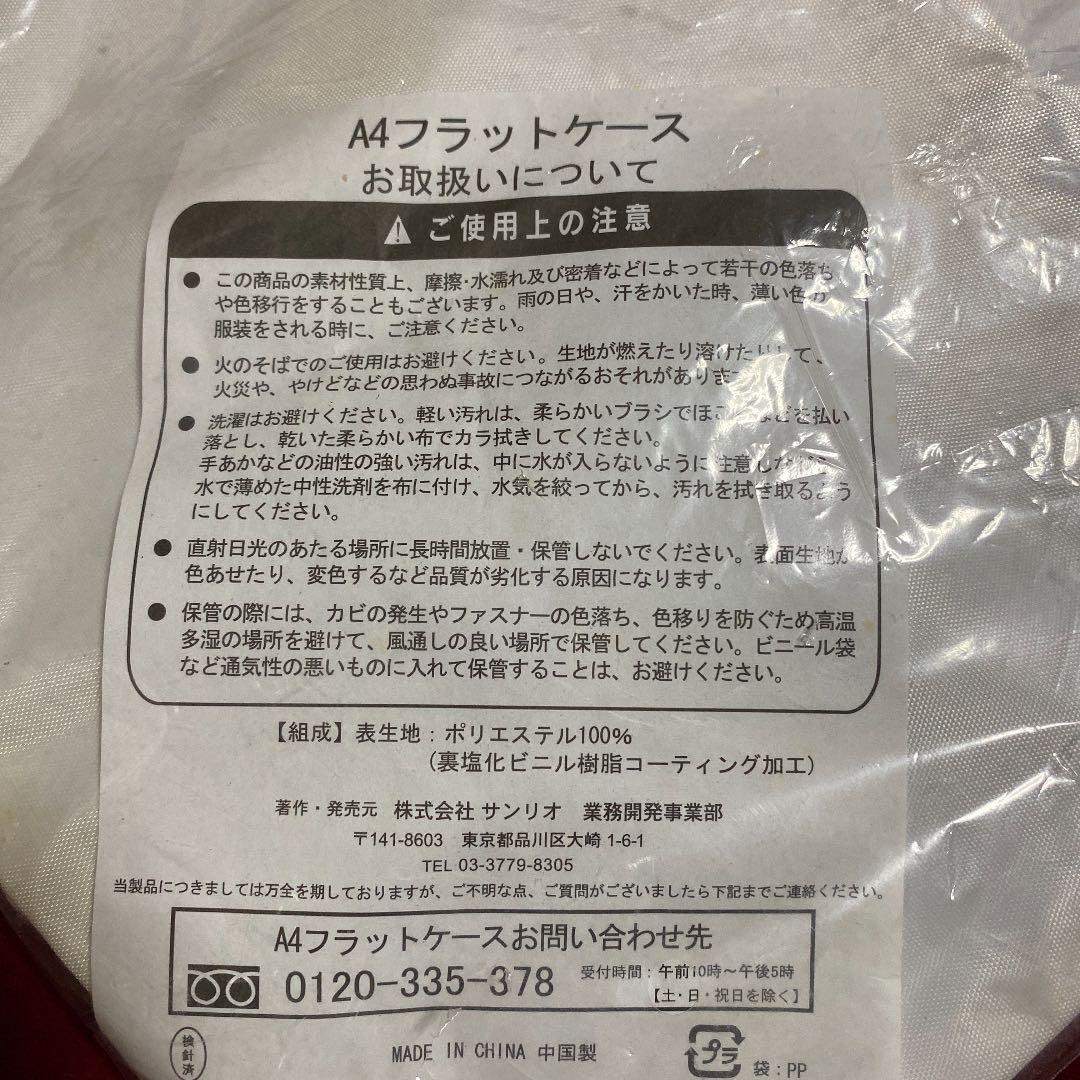 A4フラットケース
お取扱いについて
⚠ ご使用上の注意
● この商品の素材性質上、摩擦・水濡れ及び密着などによって若干の色落ち
や色移行をすることもございます。雨の日や、汗をかいた時、薄い色の
服装をされる時に、ご注意ください。
● 火のそばでのご使用はお避けください。生地が燃えたり溶けたりして、
火災や、やけどなどの思わぬ事故につながるおそれがあります
● 洗濯はお避けください。軽い汚れは、柔らかいブラシでほこりなどを払い
落とし、乾いた柔らかい布でカラ拭きしてください。
手あかなどの油性の強い汚れは、中に水が入らないように注意しな
水で薄めた中性洗剤を布に付け、水気を絞ってから、汚れを拭き取るよう
にしてください。
● 直射日光のあたる場所に長時間放置・保管しないでください。表面生地が
色あせたり、変色するなど品質が劣化する原因になります。
● 保管の際には、カビの発生やファスナーの色落ち、色移りを防ぐため高温
多湿の場所を避けて、風通しの良い場所で保管してください。ビニール袋
など通気性の悪いものに入れて保管することは、お避けください。
【組成】表生地：ポリエステル100%
（裏塩化ビニル樹脂コーティング加工）
著作・発売元 株式会社 サンリオ 業務開発事業部
〒141-8603 東京都品川区大崎 1-6-1
TEL 03-3779-8305
当製品につきましては万全を期しておりますが、ご不明な点、ご質問がございましたら下記までご連絡ください。
A4フラットケースお問い合わせ先
0120-335-378 受付時間：午前10時〜午後5時
【土・日・祝日を除く】
検針済
MADE IN CHINA 中国製
プラ
袋：PP